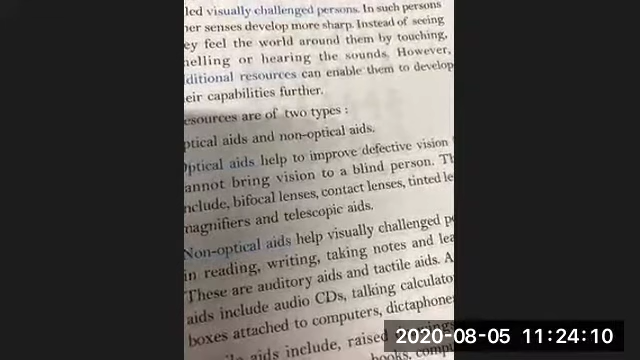 led visually challenged persons. In such persons
er senses develop more sharp. Instead of seeing
ey feel the world around them by touching,
elling or hearing the sounds. However,
ditional resources can enable them to develop
eir capabilities further.
esources are of two types :
ptical aids and non-optical aids.
Optical aids help to improve defective vision
annot bring vision to a blind person. Th
nclude, bifocal lenses, contact lenses, tinted le
magnifiers and telescopic aids.
Non-optical aids help visually challenged pe
in reading, writing, taking notes and lea
These are auditory aids and tactile aids. A
aids include audio CDs, talking calculato
boxes attached to computers, dictaphone
aids include, raised
books, compu
2020-08-05 11:24:10